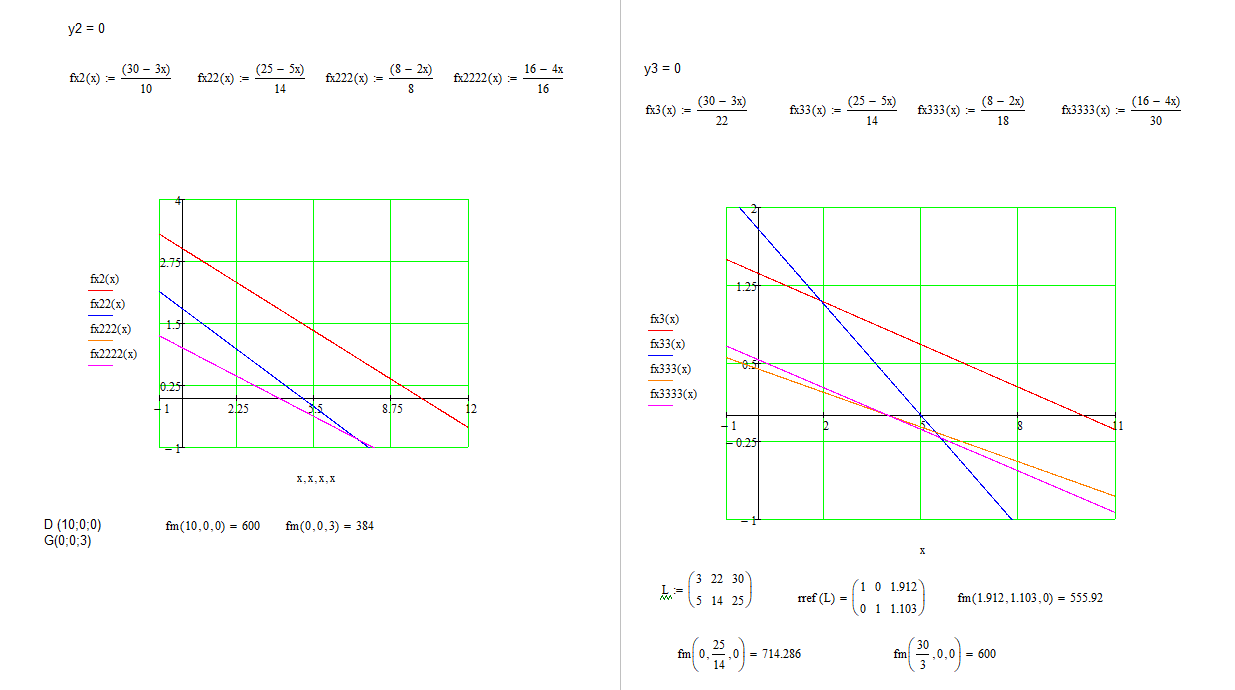 y2 = 0
fx2(x) := (30 − 3x)/10 fx22(x) := (25 − 5x)/14 fx222(x) := (8 − 2x)/8 fx2222(x) := 16 − 4x/16
4
2.75
1.5
0.25
−1
−1 2.25 5.5 8.75 12
fx2(x)
fx22(x)
fx222(x)
fx2222(x)
x,x,x,x
D (10;0;0)
G(0;0;3)
fm(10,0,0) = 600 fm(0,0,3) = 384
y3 = 0
fx3(x) := (30 − 3x)/22 fx33(x) := (25 − 5x)/14 fx333(x) := (8 − 2x)/18 fx3333(x) := (16 − 4x)/30
2
1.25
0.5
−0.25
−1
−1 2 5 8 11
fx3(x)
fx33(x)
fx333(x)
fx3333(x)
x
L := (3 22 30
5 14 25)
rref(L) = (1 0 1.912
0 1 1.103)
fm(1.912,1.103,0) = 555.92
fm(0,25/14,0) = 714.286 fm(30/3,0,0) = 600